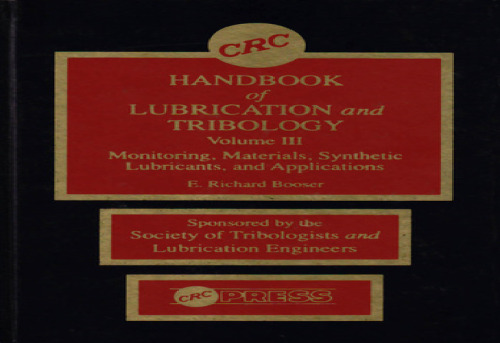 CRC
HANDBOOK
of
LUBRICATION and
TRIBOLOGY
Volume III
Monitoring, Materials, Synthetic
Lubricants, and Applications
E. Richard Booser
Sponsored by the
Society of Tribologists and
Lubrication Engineers
CRC PRESS